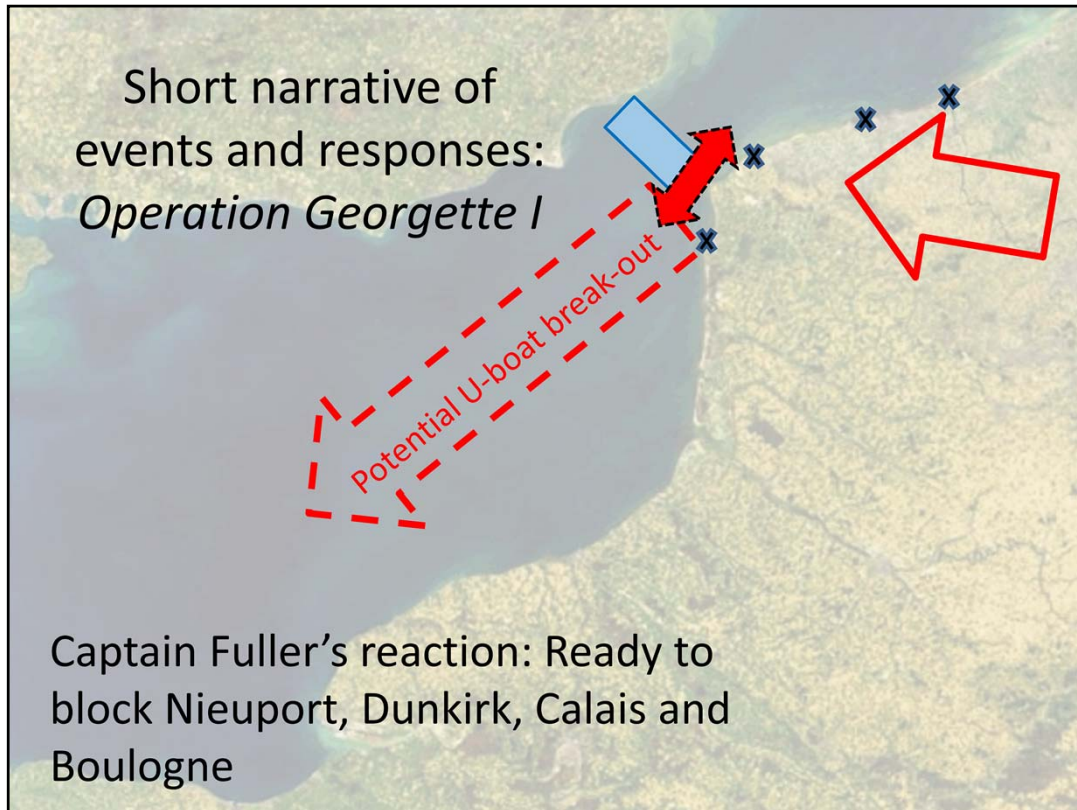 Short narrative of
events and responses:
Operation Georgette I
Potential U-boat break-out
Captain Fuller’s reaction: Ready to
block Nieuport, Dunkirk, Calais and
Boulogne